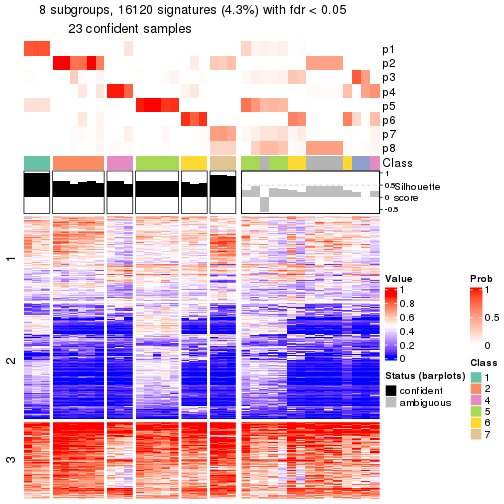 8 subgroups, 16120 signatures (4.3%) with fdr < 0.05
23 confident samples
p1
p2
p3
p4
p5
p6
p7
p8
Class
1
0.5
0
-0.5
Silhouette
score
1
2
3
Value
1
0.8
0.6
0.4
0.2
0
Status (barplots)
confident
ambiguous
Prob
1
0.5
0
Class
1
2
4
5
6
7